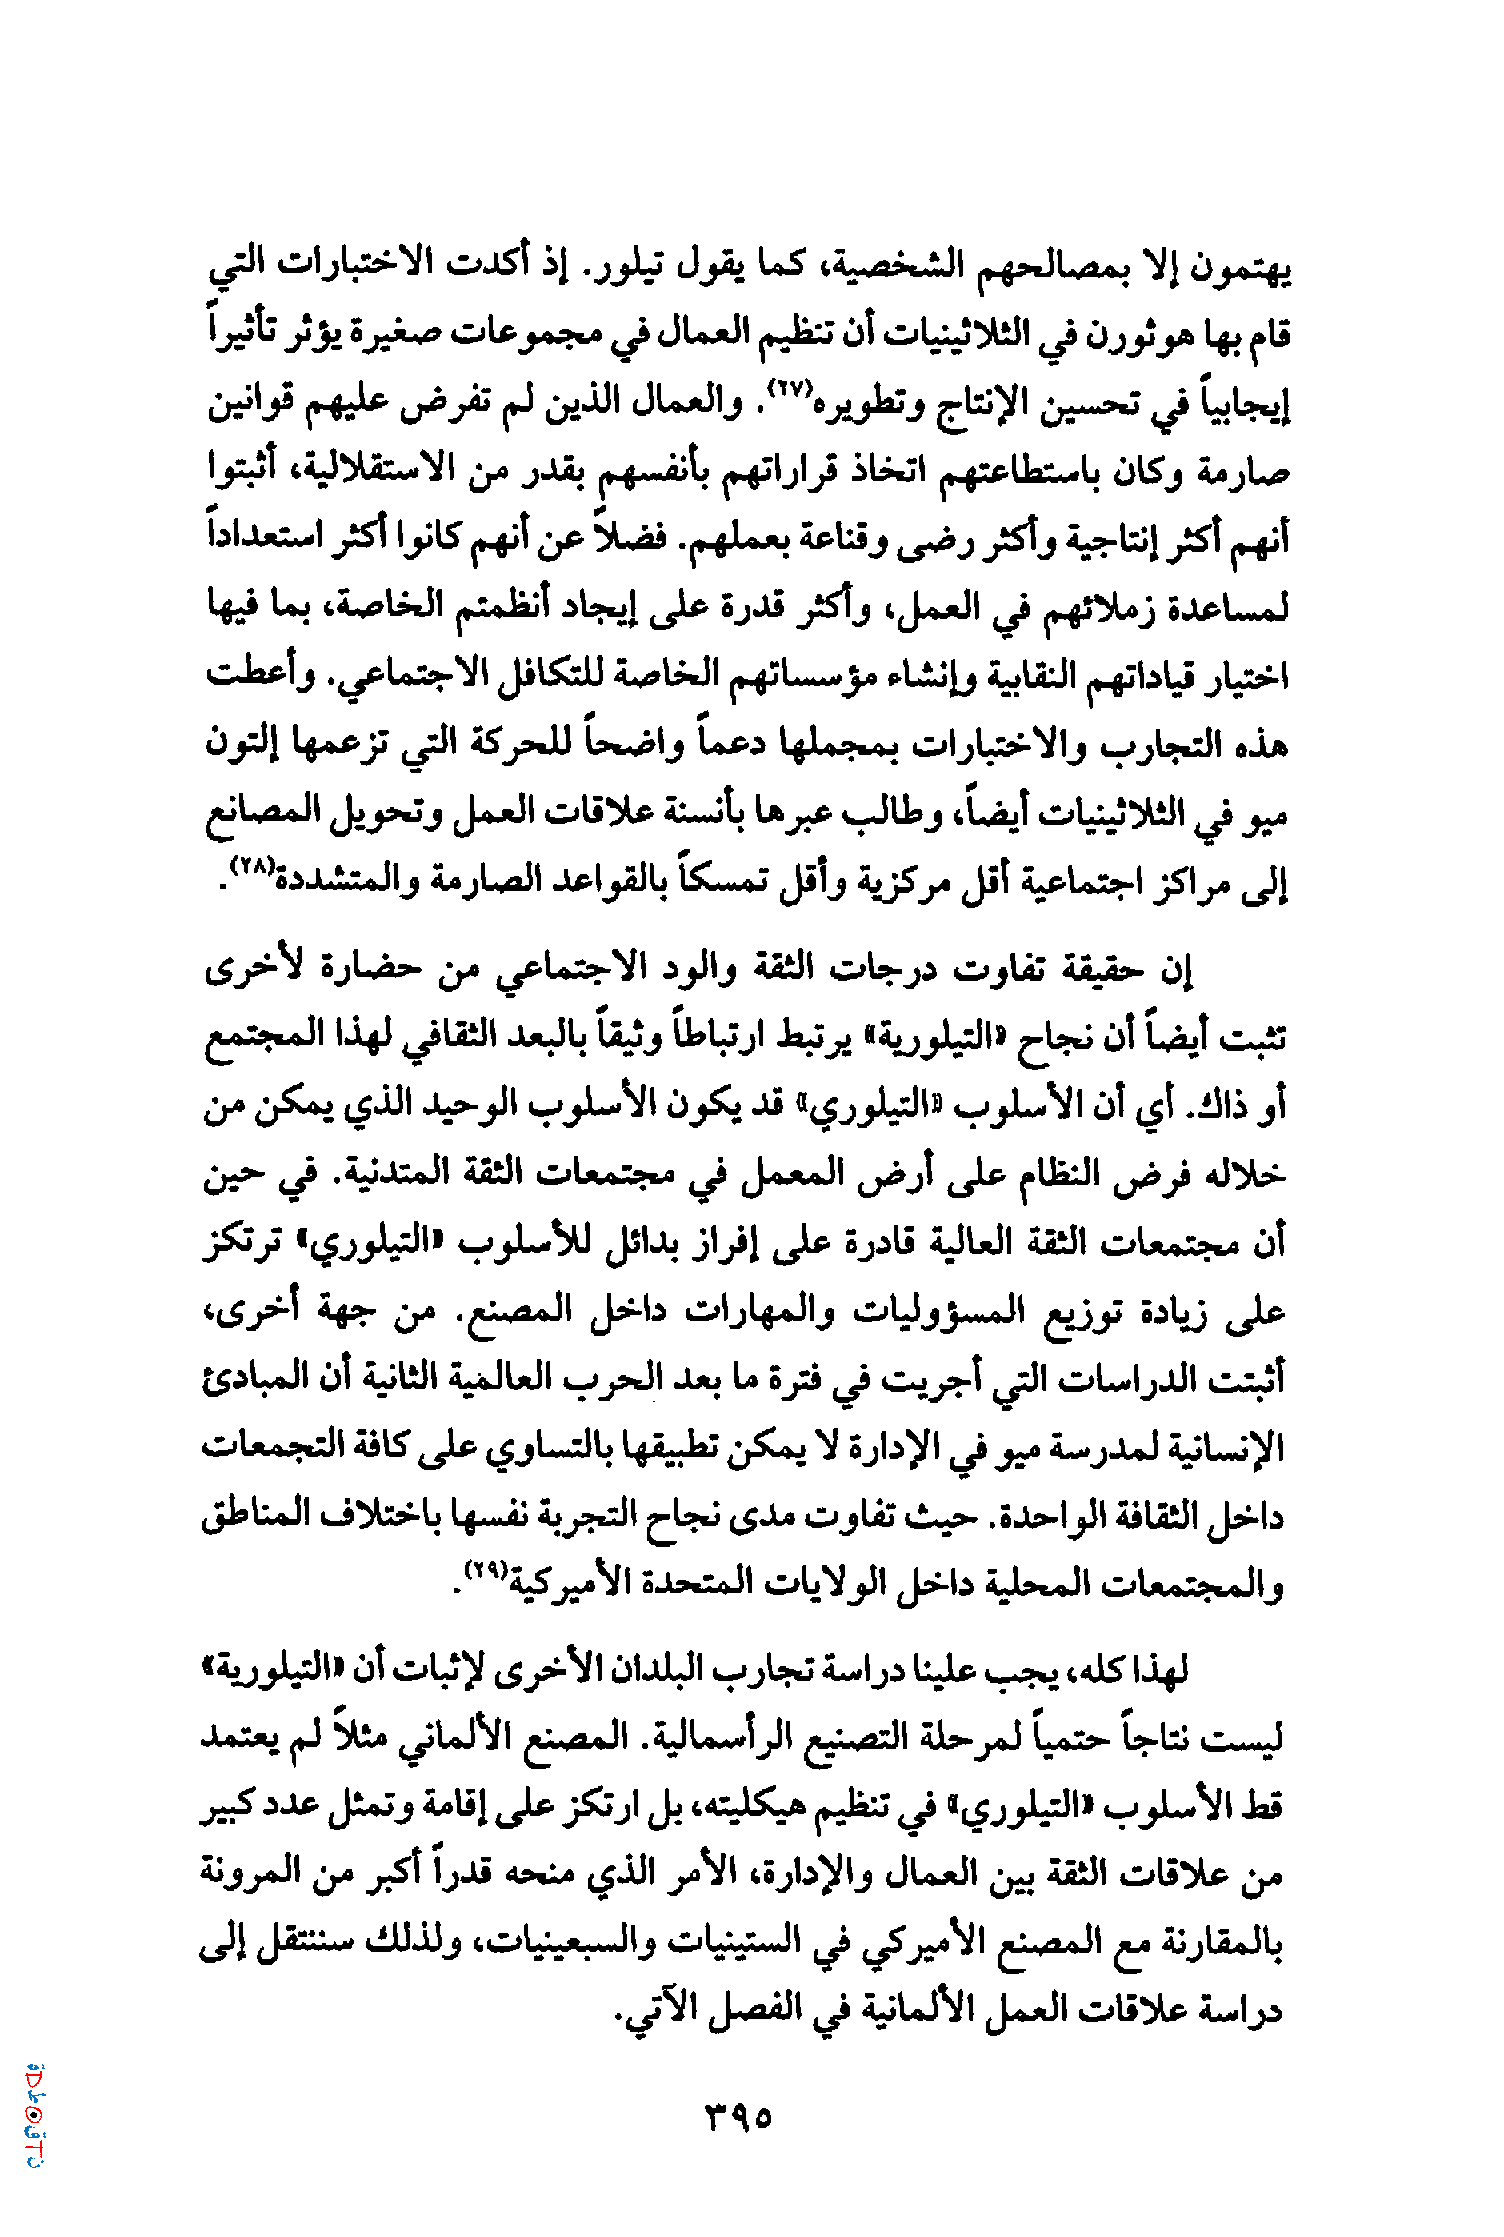 يهتمون إلا بمصالحهم الشخصية، كما يقول تيلور. إذ أكدت الاختبارات التي
قام بها هوثورن في الثلاثينيات أن تنظيم العمال في مجموعات صغيرة يؤثر تأثيراً
إيجابياً في تحسين الإنتاج وتطويره(٢٧). والعمال الذين لم تفرض عليهم قوانين
صارمة وكان باستطاعتهم اتخاذ قراراتهم بأنفسهم بقدر من الاستقلالية، أثبتوا
أنهم أكثر إنتاجية وأكثر رضى وقناعة بعملهم. فضلاً عن أنهم كانوا أكثر استعداداً
لمساعدة زملائهم في العمل، وأكثر قدرة على إيجاد أنظمتم الخاصة، بما فيها
اختيار قياداتهم النقابية وإنشاء مؤسساتهم الخاصة للتكافل الاجتماعي. وأعطت
هذه التجارب والاختبارات بمجملها دعماً واضحاً للحركة التي تزعمها إلتون
ميو في الثلاثينيات أيضاً، وطالب عبرها بأنسنة علاقات العمل وتحويل المصانع
إلى مراكز اجتماعية أقل مركزية وأقل تمسكاً بالقواعد الصارمة والمتشددة(٢٨).
إن حقيقة تفاوت درجات الثقة والود الاجتماعي من حضارة لأخرى
تثبت أيضاً أن نجاح «التيلورية» يرتبط ارتباطاً وثيقاً بالبعد الثقافي لهذا المجتمع
أو ذاك. أي أن الأسلوب «التيلوري» قد يكون الأسلوب الوحيد الذي يمكن من
خلاله فرض النظام على أرض المعمل في مجتمعات الثقة المتدنية. في حين
أن مجتمعات الثقة العالية قادرة على إفراز بدائل للأسلوب «التيلوري» ترتكز
على زيادة توزيع المسؤوليات والمهارات داخل المصنع. من جهة أخرى،
أثبتت الدراسات التي أجريت في فترة ما بعد الحرب العالمية الثانية أن المبادئ
الإنسانية لمدرسة ميو في الإدارة لا يمكن تطبيقها بالتساوي على كافة التجمعات
داخل الثقافة الواحدة. حيث تفاوت مدى نجاح التجربة نفسها باختلاف المناطق
والمجتمعات المحلية داخل الولايات المتحدة الأميركية(٢٩).
لهذا كله، يجب علينا دراسة تجارب البلدان الأخرى لإثبات أن «التيلورية»
ليست نتاجاً حتمياً لمرحلة التصنيع الرأسمالية. المصنع الألماني مثلاً لم يعتمد
قط الأسلوب «التيلوري» في تنظيم هيكليته، بل ارتكز على إقامة وتمثل عدد كبير
من علاقات الثقة بين العمال والإدارة، الأمر الذي منحه قدراً أكبر من المرونة
بالمقارنة مع المصنع الأميركي في الستينيات والسبعينيات، ولذلك سننتقل إلى
دراسة علاقات العمل الألمانية في الفصل الآتي.
٣٩٥